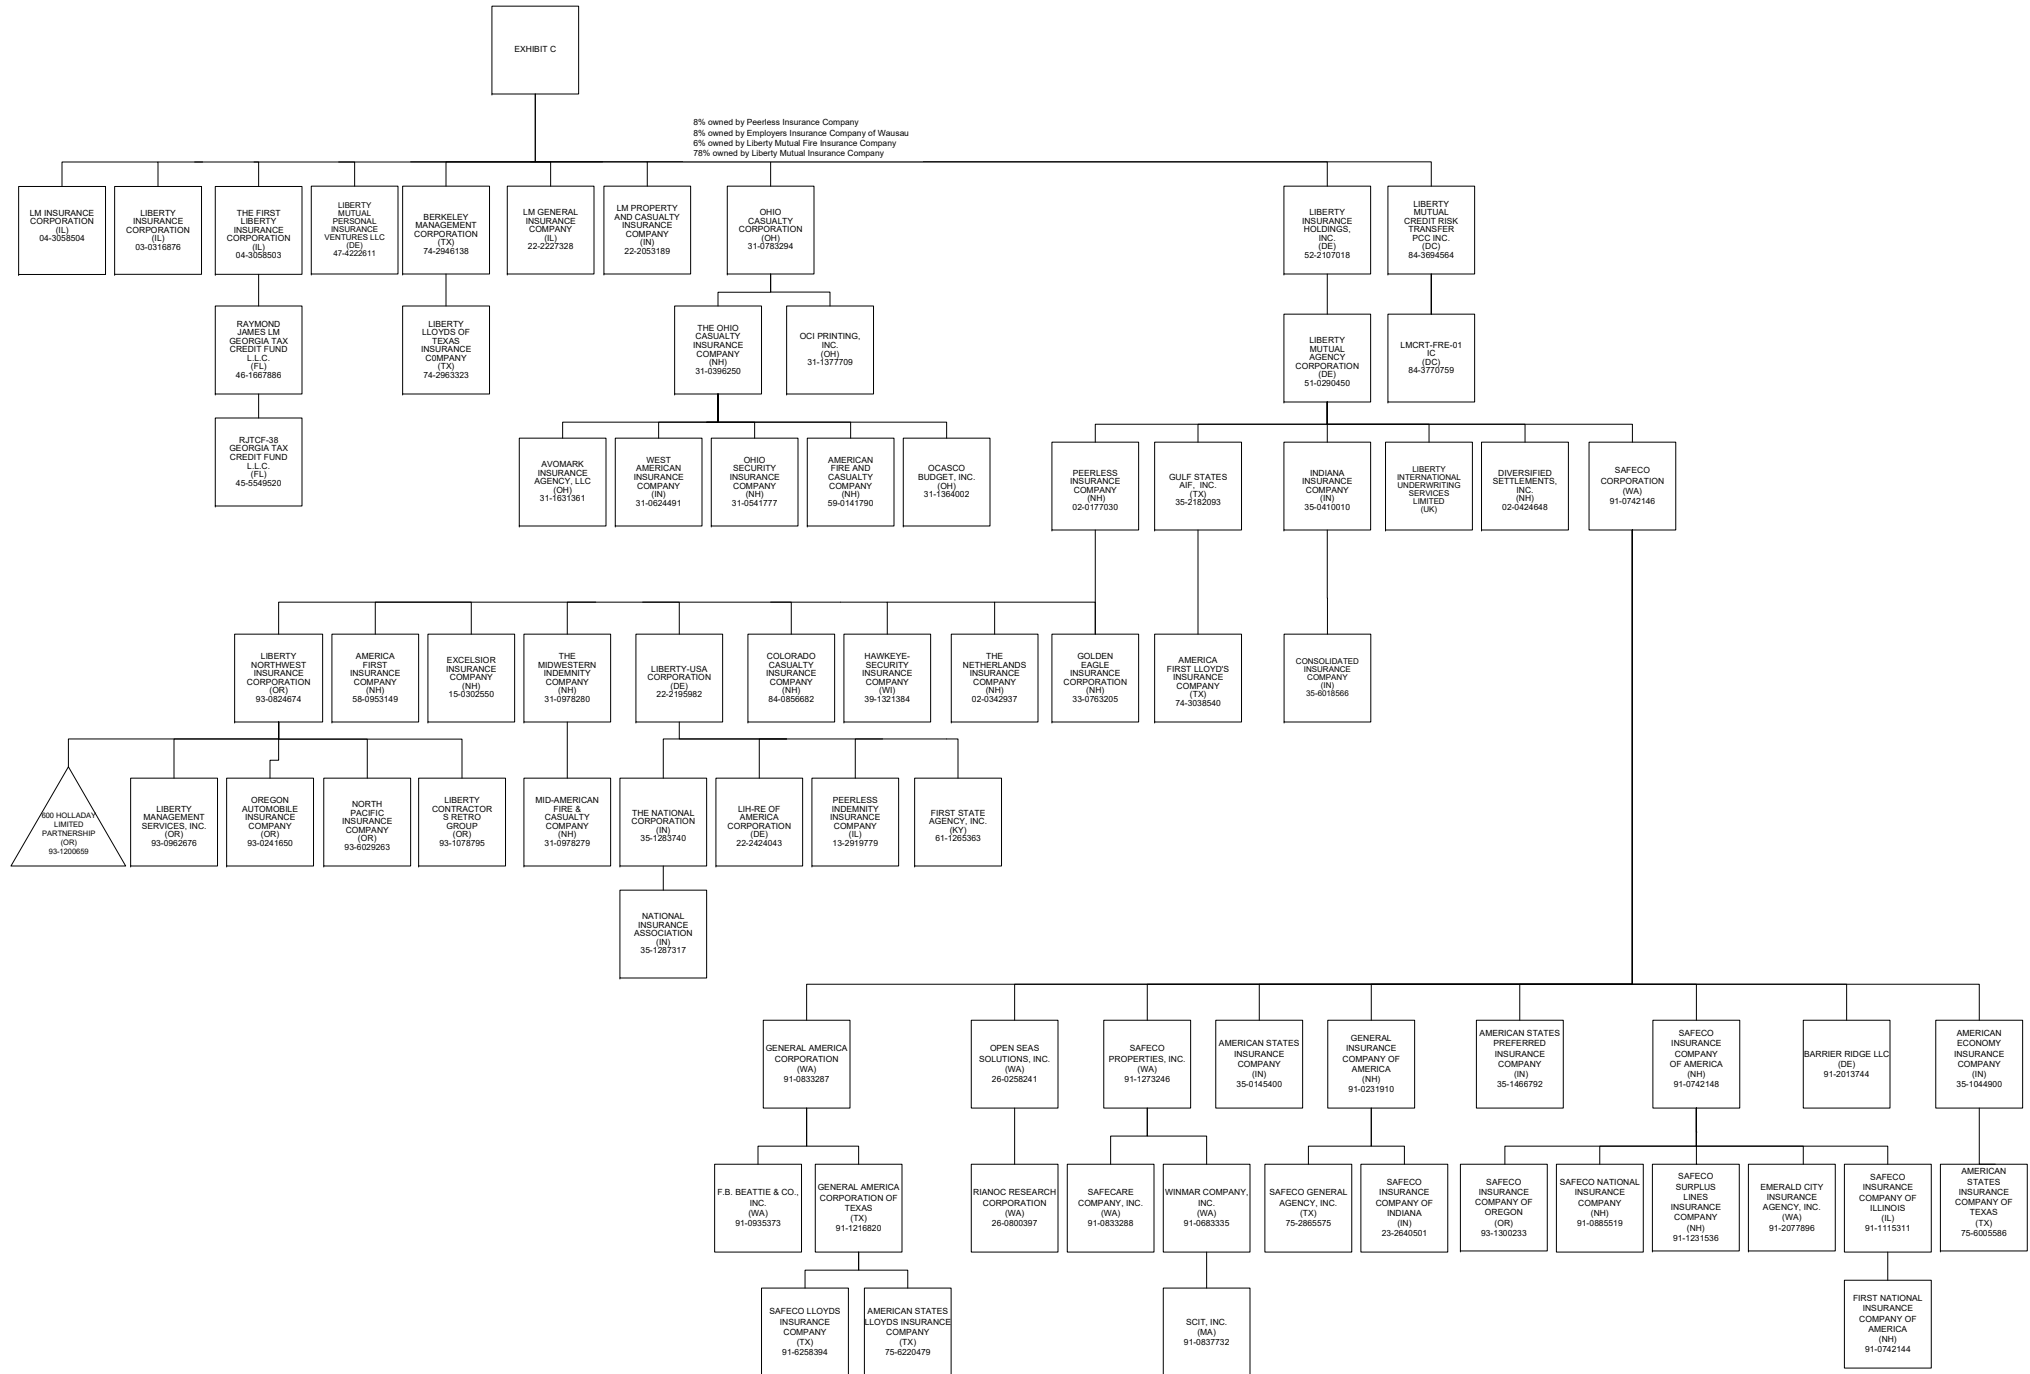 EXHIBIT C
8% owned by Peerless Insurance Company
8% owned by Employers Insurance Company of Wausau
6% owned by Liberty Mutual Fire Insurance Company
78% owned by Liberty Mutual Insurance Company
LM INSURANCE
CORPORATION
(IL)
04-3058504
LIBERTY
INSURANCE
CORPORATION
(IL)
03-0316876
THE FIRST
LIBERTY
INSURANCE
CORPORATION
(IL)
04-3058503
LIBERTY
MUTUAL
PERSONAL
INSURANCE
VENTURES LLC
(DE)
47-4222611
BERKELEY
MANAGEMENT
CORPORATION
(TX)
74-2946138
LM GENERAL
INSURANCE
COMPANY
(IL)
22-2227328
LM PROPERTY
AND CASUALTY
INSURANCE
COMPANY
(IN)
22-2053189
OHIO
CASUALTY
CORPORATION
(OH)
31-0783294
LIBERTY
INSURANCE
HOLDINGS,
INC.
(DE)
52-2107018
LIBERTY
MUTUAL
CREDIT RISK
TRANSFER
PCC INC.
(DC)
84-3694564
RAYMOND
JAMES LM
GEORGIA TAX
CREDIT FUND
L.L.C.
(FL)
46-1667886
LIBERTY
LLOYDS OF
TEXAS
INSURANCE
C0MPANY
(TX)
74-2963323
THE OHIO
CASUALTY
INSURANCE
COMPANY
(NH)
31-0396250
OCI PRINTING,
INC.
(OH)
31-1377709
LIBERTY
MUTUAL
AGENCY
CORPORATION
(DE)
51-0290450
LMCRT-FRE-01
IC
(DC)
84-3770759
RJTCF-38
GEORGIA TAX
CREDIT FUND
L.L.C.
(FL)
45-5549520
AVOMARK
INSURANCE
AGENCY, LLC
(OH)
31-1631361
WEST
AMERICAN
INSURANCE
COMPANY
(IN)
31-0624491
OHIO
SECURITY
INSURANCE
COMPANY
(NH)
31-0541777
AMERICAN
FIRE AND
CASUALTY
COMPANY
(NH)
59-0141790
OCASCO
BUDGET, INC.
(OH)
31-1364002
PEERLESS
INSURANCE
COMPANY
(NH)
02-0177030
GULF STATES
AIF, INC.
(TX)
35-2182093
INDIANA
INSURANCE
COMPANY
(IN)
35-0410010
LIBERTY
INTERNATIONAL
UNDERWRITING
SERVICES
LIMITED
(UK)
DIVERSIFIED
SETTLEMENTS,
INC.
(NH)
02-0424648
SAFECO
CORPORATION
(WA)
91-0742146
LIBERTY
NORTHWEST
INSURANCE
CORPORATION
(OR)
93-0824674
AMERICA
FIRST
INSURANCE
COMPANY
(NH)
58-0953149
EXCELSIOR
INSURANCE
COMPANY
(NH)
15-0302550
THE
MIDWESTERN
INDEMNITY
COMPANY
(NH)
31-0978280
LIBERTY-USA
CORPORATION
(DE)
22-2195982
COLORADO
CASUALTY
INSURANCE
COMPANY
(NH)
84-0856682
HAWKEYE-
SECURITY
INSURANCE
COMPANY
(WI)
39-1321384
THE
NETHERLANDS
INSURANCE
COMPANY
(NH)
02-0342937
GOLDEN
EAGLE
INSURANCE
CORPORATION
(NH)
33-0763205
AMERICA
FIRST LLOYD'S
INSURANCE
COMPANY
(TX)
74-3038540
CONSOLIDATED
INSURANCE
COMPANY
(IN)
35-6018566
600 HOLLADAY
LIMITED
PARTNERSHIP
(OR)
93-1200659
LIBERTY
MANAGEMENT
SERVICES, INC.
(OR)
93-0962676
OREGON
AUTOMOBILE
INSURANCE
COMPANY
(OR)
93-0241650
NORTH
PACIFIC
INSURANCE
COMPANY
(OR)
93-6029263
LIBERTY
CONTRACTOR
S RETRO
GROUP
(OR)
93-1078795
MID-AMERICAN
FIRE &
CASUALTY
COMPANY
(NH)
31-0978279
THE NATIONAL
CORPORATION
(IN)
35-1283740
LIH-RE OF
AMERICA
CORPORATION
(DE)
22-2424043
PEERLESS
INDEMNITY
INSURANCE
COMPANY
(IL)
13-2919779
FIRST STATE
AGENCY, INC.
(KY)
61-1265363
NATIONAL
INSURANCE
ASSOCIATION
(IN)
35-1287317
GENERAL AMERICA
CORPORATION
(WA)
91-0833287
OPEN SEAS
SOLUTIONS, INC.
(WA)
26-0258241
SAFECO
PROPERTIES, INC.
(WA)
91-1273246
AMERICAN STATES
INSURANCE
COMPANY
(IN)
35-0145400
GENERAL
INSURANCE
COMPANY OF
AMERICA
(NH)
91-0231910
AMERICAN STATES
PREFERRED
INSURANCE
COMPANY
(IN)
35-1466792
SAFECO
INSURANCE
COMPANY
OF AMERICA
(NH)
91-0742148
BARRIER RIDGE LLC
(DE)
91-2013744
AMERICAN
ECONOMY
INSURANCE
COMPANY
(IN)
35-1044900
F.B. BEATTIE & CO.,
INC.
(WA)
91-0935373
GENERAL AMERICA
CORPORATION OF
TEXAS
(TX)
91-1216820
RIANOC RESEARCH
CORPORATION
(WA)
26-0800397
SAFECARE
COMPANY, INC.
(WA)
91-0833288
WINMAR COMPANY,
INC.
(WA)
91-0683335
SAFECO GENERAL
AGENCY, INC.
(TX)
75-2865575
SAFECO
INSURANCE
COMPANY OF
INDIANA
(IN)
23-2640501
SAFECO
INSURANCE
COMPANY OF
OREGON
(OR)
93-1300233
SAFECO NATIONAL
INSURANCE
COMPANY
(NH)
91-0885519
SAFECO
SURPLUS
LINES
INSURANCE
COMPANY
(NH)
91-1231536
EMERALD CITY
INSURANCE
AGENCY, INC.
(WA)
91-2077896
SAFECO
INSURANCE
COMPANY OF
ILLINOIS
(IL)
91-1115311
AMERICAN
STATES
INSURANCE
COMPANY OF
TEXAS
(TX)
75-6005586
SAFECO LLOYDS
INSURANCE
COMPANY
(TX)
91-6258394
AMERICAN STATES
LLOYDS INSURANCE
COMPANY
(TX)
75-6220479
SCIT, INC.
(MA)
91-0837732
FIRST NATIONAL
INSURANCE
COMPANY OF
AMERICA
(NH)
91-0742144